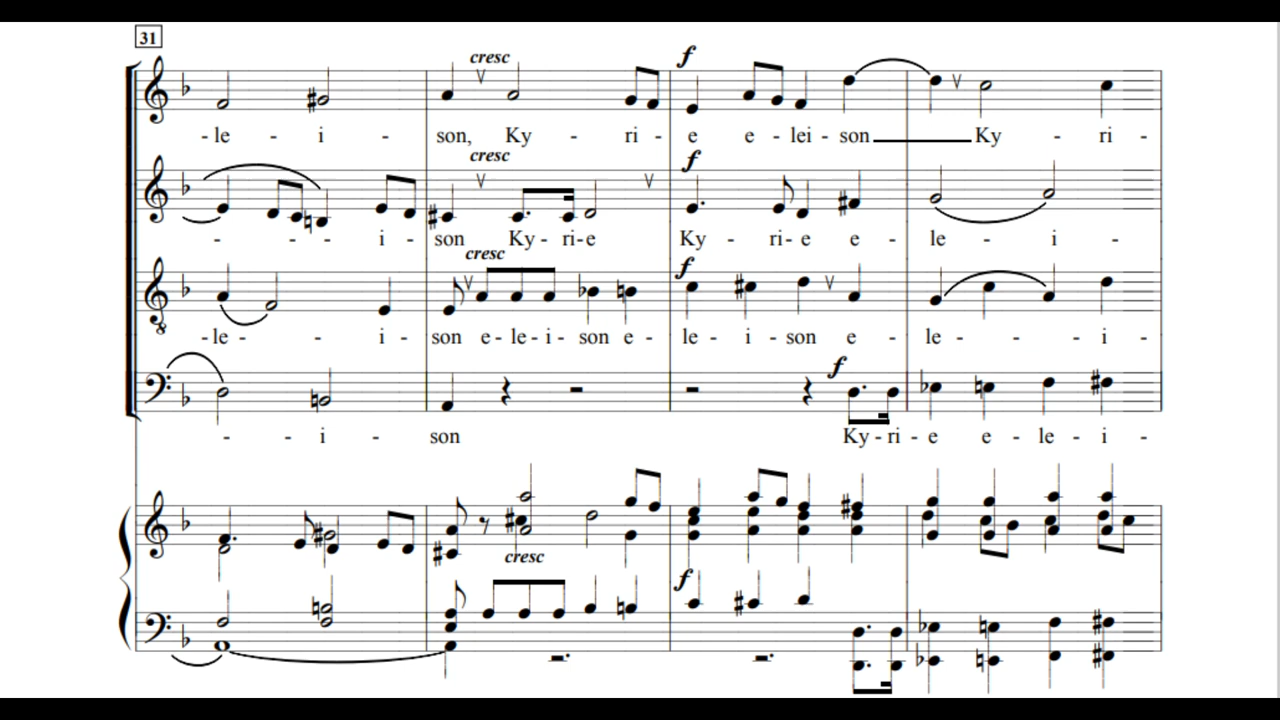 31
cresc
f
-le - i - son, Ky - ri - e e - lei - son Ky - ri -
cresc
f
- - - i - son Ky - ri-e Ky - ri- e e - le - i -
cresc
f
-le - - i - son e - le - i - son e - le - i - son e - le - - i -
f
- - i - son Ky - ri - e e - le - i -
cresc
f